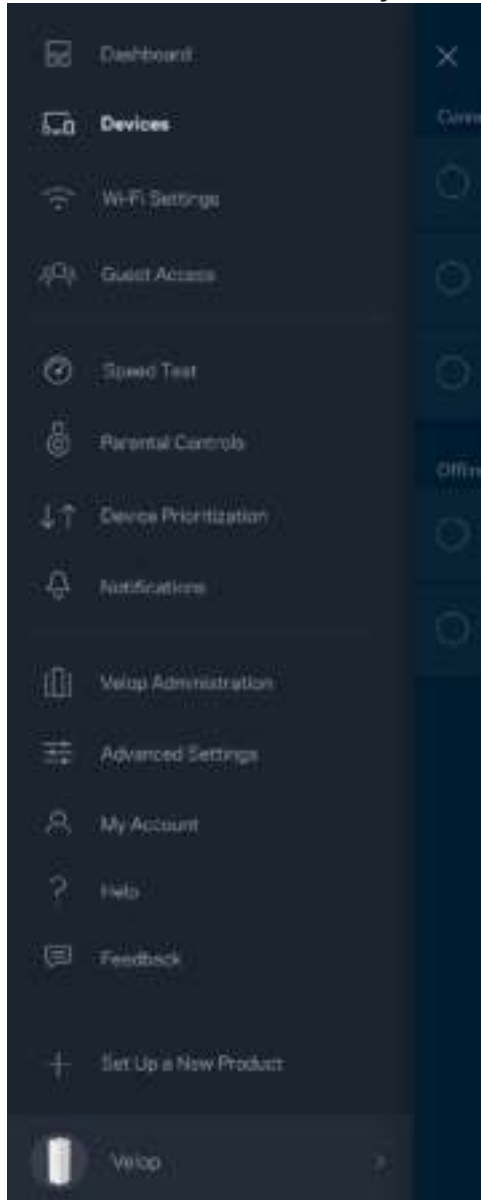 Dashboard
Devices
Wi-Fi Settings
Guest Access
Speed Test
Parental Controls
Device Prioritization
Notifications
Velop Administration
Advanced Settings
My Account
?
Help
Feedback
Set Up a New Product
Velop